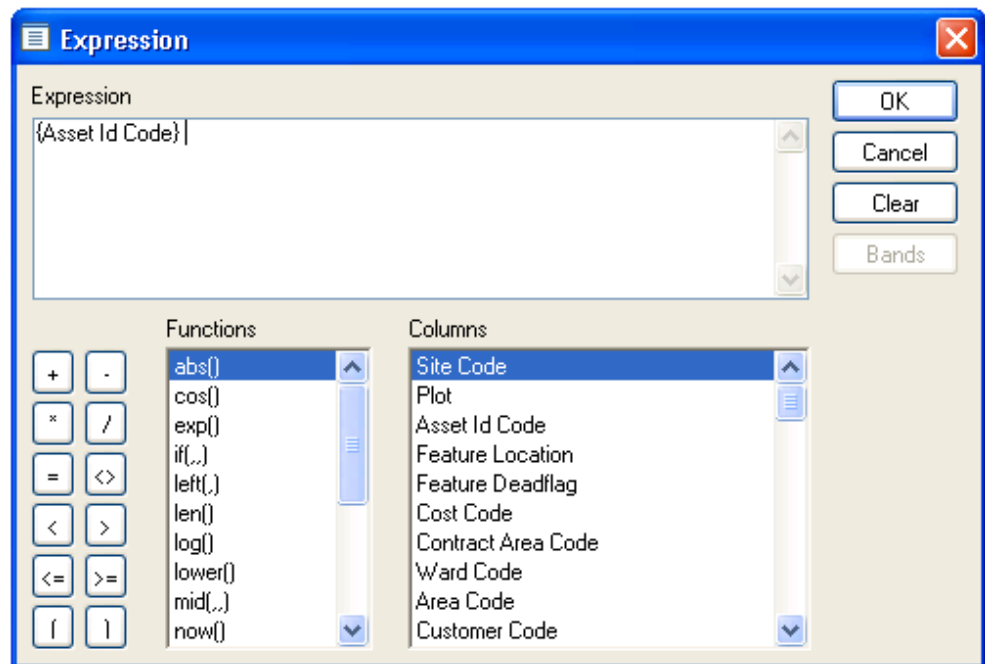 Expression
Expression
{Asset Id Code}
OK
Cancel
Clear
Bands
Functions
abs()
cos()
exp()
if(,,)
left(,)
len()
log()
lower()
mid(,,)
now()
Columns
Site Code
Plot
Asset Id Code
Feature Location
Feature Deadflag
Cost Code
Contract Area Code
Ward Code
Area Code
Customer Code
+ -
* /
= <>
< >
<= >=
( )